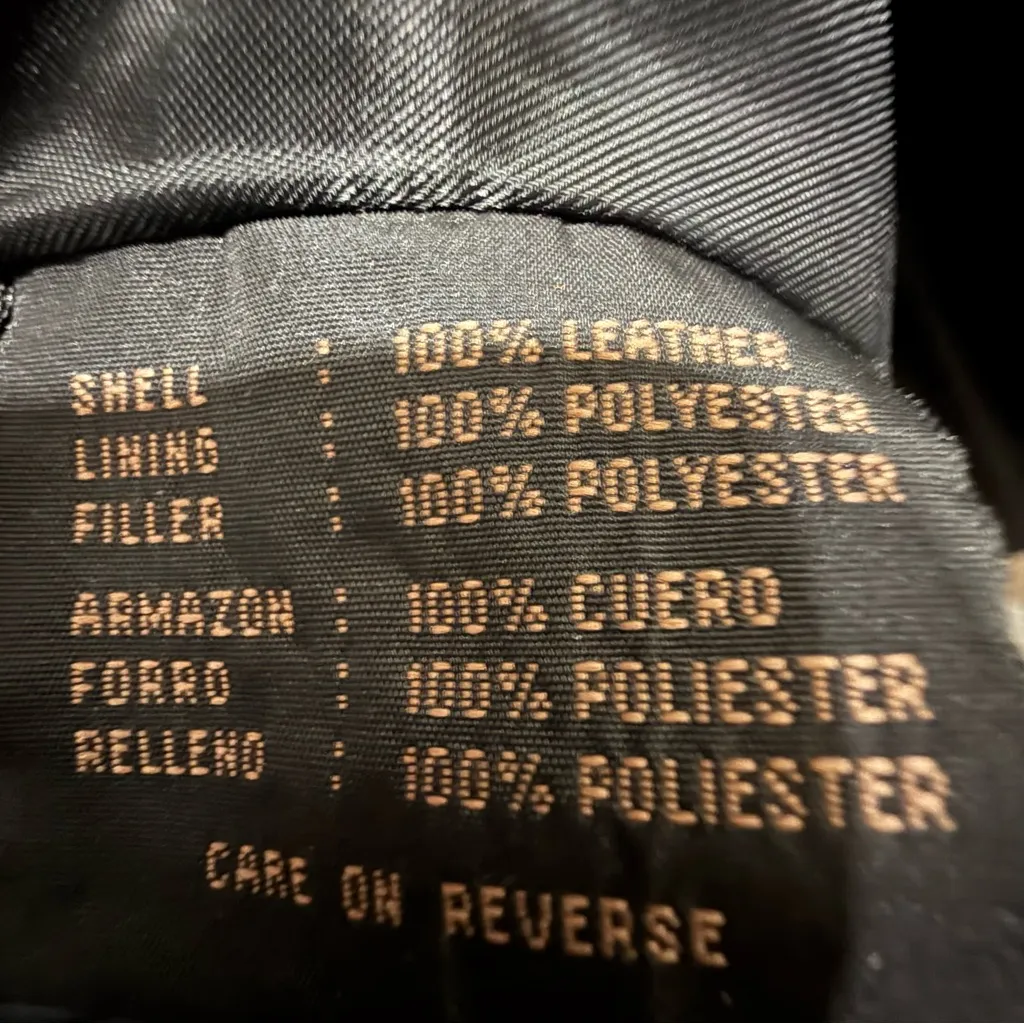 SHELL : 100% LEATHER
LINING : 100% POLYESTER
FILLER : 100% POLYESTER
ARMAZON : 100% CUERO
FORRO : 100% POLIESTER
RELLENO : 100% POLIESTER
CARE ON REVERSE